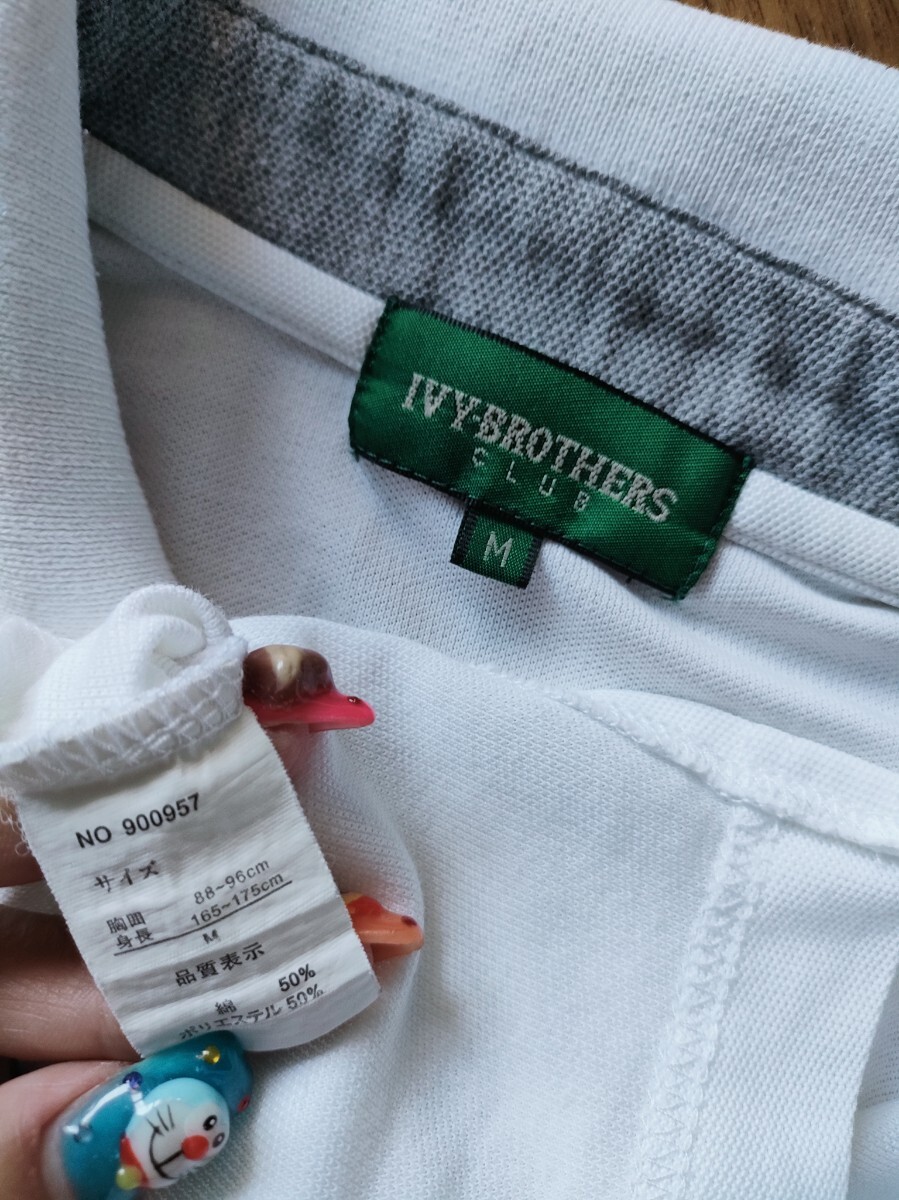 IVY-BROTHERS
CLUB
M
NO 900957
サイズ
胸囲 88~96cm
身長 165~175cm
M
品質表示
綿 50%
ポリエステル 50%